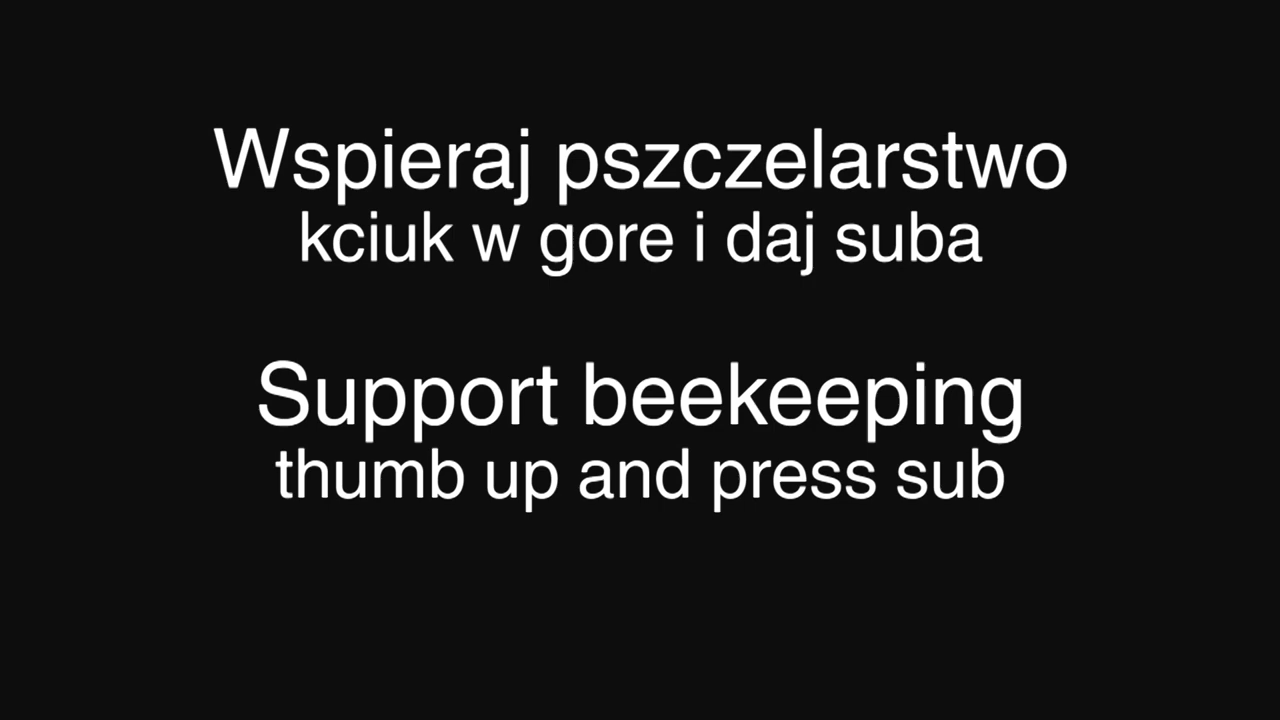 Wspieraj pszczelarstwo
kciuk w gore i daj suba
Support beekeeping
thumb up and press sub